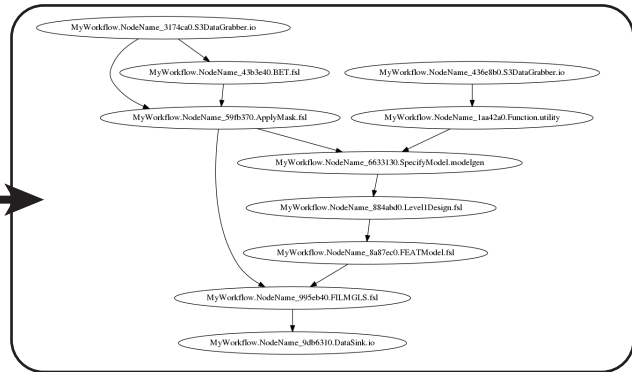 MyWorkflow.NodeName_3174ca0.S3DataGrabber.io
MyWorkflow.NodeName_43b3e40.BET.fsl
MyWorkflow.NodeName_436e8b0.S3DataGrabber.io
MyWorkflow.NodeName_59fb370.ApplyMask.fsl
MyWorkflow.NodeName_1aa42a0.Function.utility
MyWorkflow.NodeName_6633130.SpecifyModel.modelgen
MyWorkflow.NodeName_884abd0.Level1Design.fsl
MyWorkflow.NodeName_8a87ec0.FEATModel.fsl
MyWorkflow.NodeName_995eb40.FILMGLS.fsl
MyWorkflow.NodeName_9db6310.DataSink.io